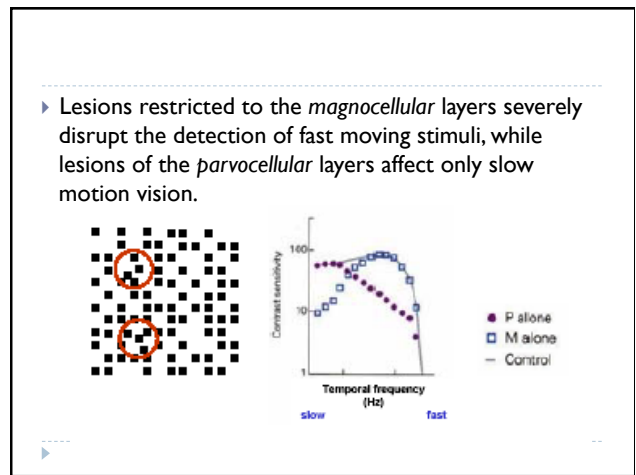 Lesions restricted to the magnocellular layers severely
disrupt the detection of fast moving stimuli, while
lesions of the parvocellular layers affect only slow
motion vision.
Contrast sensitivity
100
10
1
Temporal frequency
(Hz)
slow
fast
P alone
M alone
Control